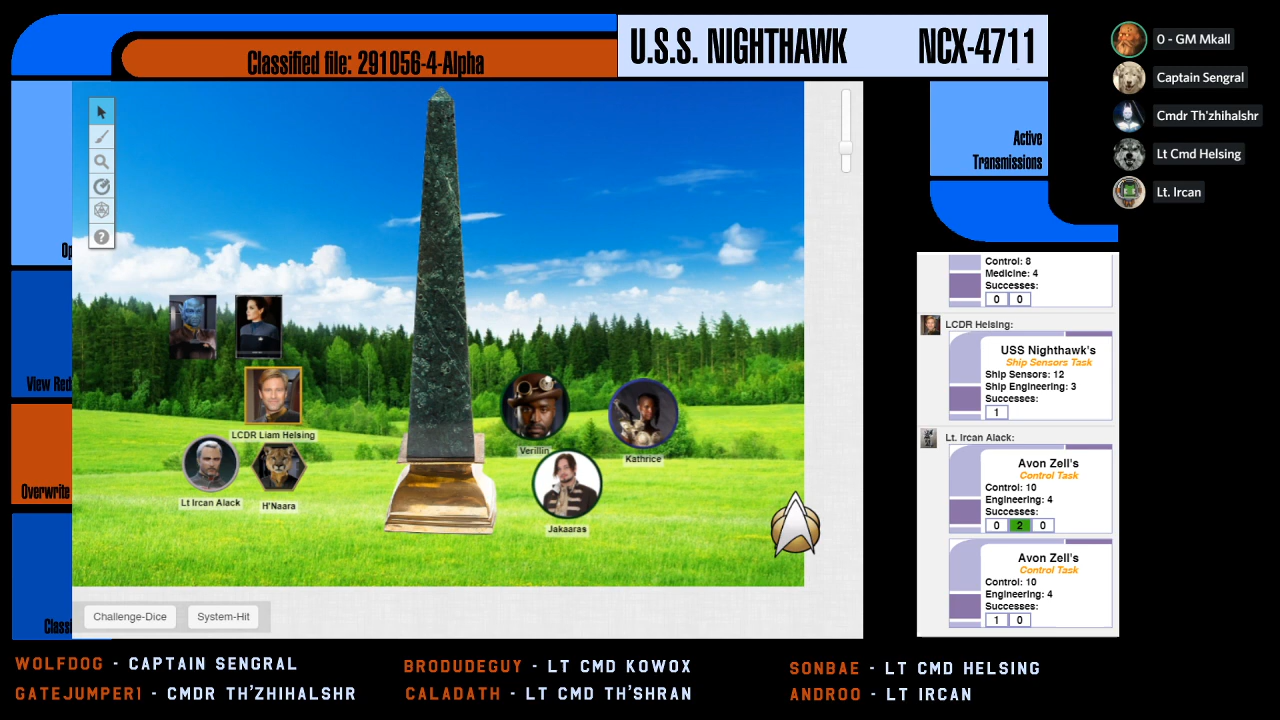 Classified file: 291056-4-Alpha
U.S.S. NIGHTHAWK NCX-4711
0 - GM Mkall
Captain Sengral
Cmdr Th'zhihalshr
Lt Cmd Helsing
Lt. Ircan
Active
Transmissions
Op
View Red
Overwrite
Classi
LCDR Liam Helsing
Lt Ircan Alack
H'Naara
Verillin
Kathrice
Jakaaras
Challenge-Dice
System-Hit
Control: 8
Medicine: 4
Successes:
0 0
LCDR Helsing:
USS Nighthawk's
Ship Sensors Task
Ship Sensors: 12
Ship Engineering: 3
Successes:
1
Lt. Ircan Alack:
Avon Zell's
Control Task
Control: 10
Engineering: 4
Successes:
0 2 0
Avon Zell's
Control Task
Control: 10
Engineering: 4
Successes:
1 0
WOLFDOG - CAPTAIN SENGRAL
BRODUDEGUY - LT CMD KOWOX
SONBAE - LT CMD HELSING
GATEJUMPER1 - CMDR TH'ZHIHALSHR
CALADATH - LT CMD TH'SHRAN
ANDROO - LT IRCAN